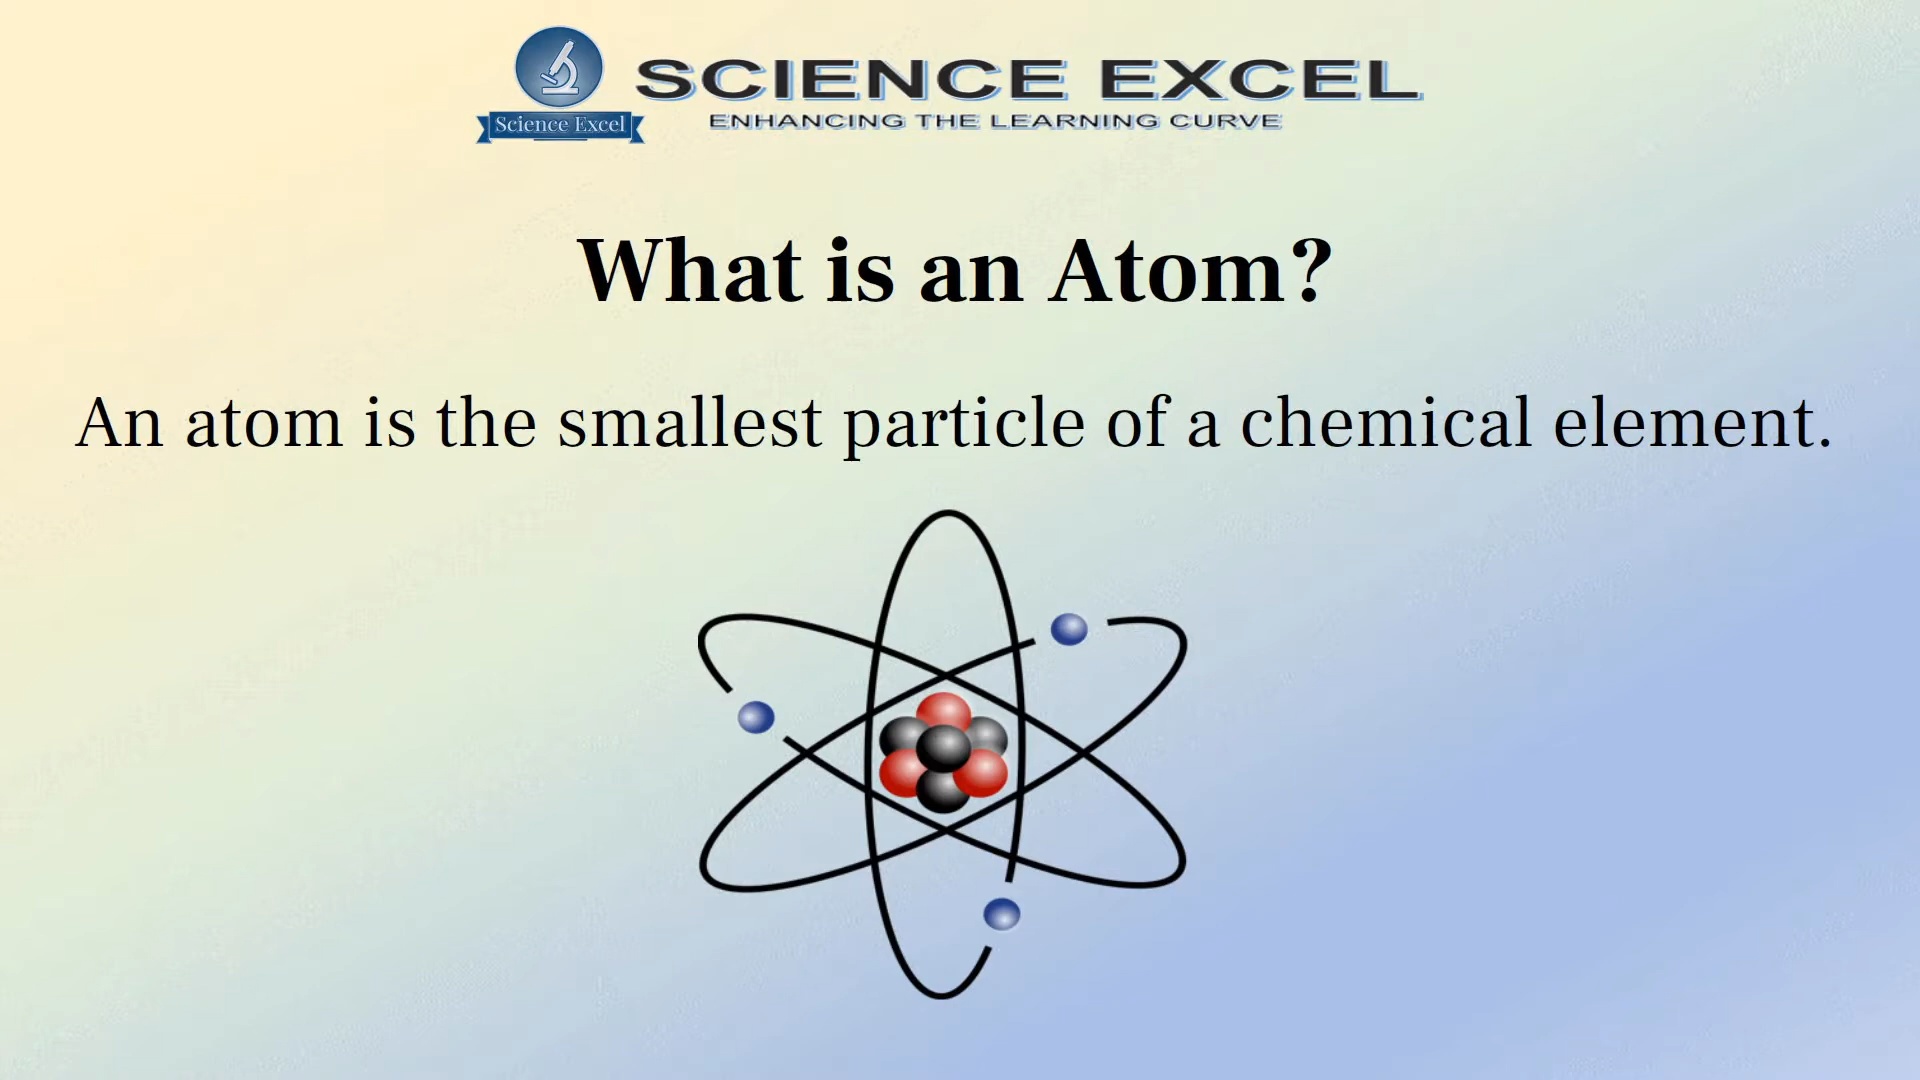 SCIENCE EXCEL
Science Excel
ENHANCING THE LEARNING CURVE
What is an Atom?
An atom is the smallest particle of a chemical element.